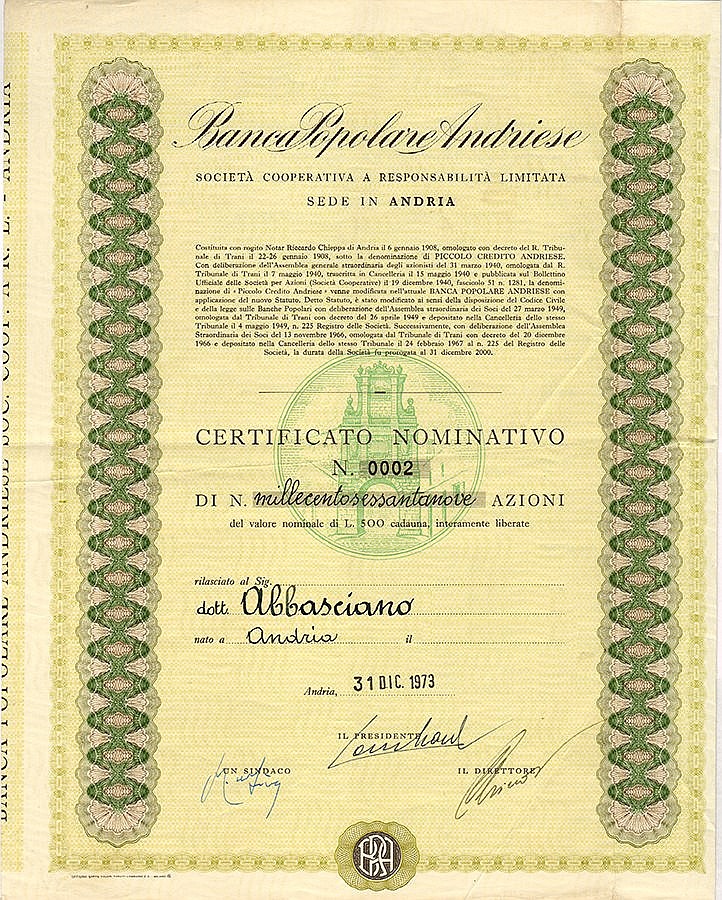 Banca Popolare Andriese
SOCIETÀ COOPERATIVA A RESPONSABILITÀ LIMITATA
SEDE IN ANDRIA
Costituita con rogito Notar Riccardo Chieppa di Andria il 6 gennaio 1908, omologato con decreto del R. Tribu-
nale di Trani il 22-26 gennaio 1908, sotto la denominazione di PICCOLO CREDITO ANDRIESE.
Con deliberazione dell'Assemblea generale straordinaria degli azionisti del 31 marzo 1940, omologata dal R.
Tribunale di Trani il 7 maggio 1940, trascritta in Cancelleria il 15 maggio 1940 e pubblicata sul Bollettino
Ufficiale delle Società per Azioni (Società Cooperative) il 19 dicembre 1940, fascicolo 51 n. 1281, la denominazione
di «Piccolo Credito Andriese» venne modificata nell'attuale BANCA POPOLARE ANDRIESE con
applicazione del nuovo Statuto. Detto Statuto, è stato modificato ai sensi della disposizione del Codice Civile
e della legge sulle Banche Popolari con deliberazione dell'Assemblea straordinaria dei Soci del 27 marzo 1949,
omologata dal Tribunale di Trani con decreto del 26 aprile 1949 e depositato nella Cancelleria dello stesso
Tribunale il 4 maggio 1949, n. 225 Registro delle Società. Successivamente, con deliberazione dell'Assemblea
Straordinaria dei Soci del 13 novembre 1966, omologata dal Tribunale di Trani con decreto del 20 dicembre
1966 e depositato nella Cancelleria dello stesso Tribunale il 24 febbraio 1967 al n. 225 del Registro delle
Società, la durata della Società fu prorogata al 31 dicembre 2000.
CERTIFICATO NOMINATIVO
N. 0002
DI N. millecentosessantanove AZIONI
del valore nominale di L. 500 cadauna, interamente liberate
rilasciato al Sig.
dott. Abbasciano
nato a Andria il
Andria, 31 DIC. 1973
IL PRESIDENTE
UN SINDACO IL DIRETTORE
BPA
BANCA POPOLARE ANDRIESE SOC. COOP. A R. L. - ANDRIA